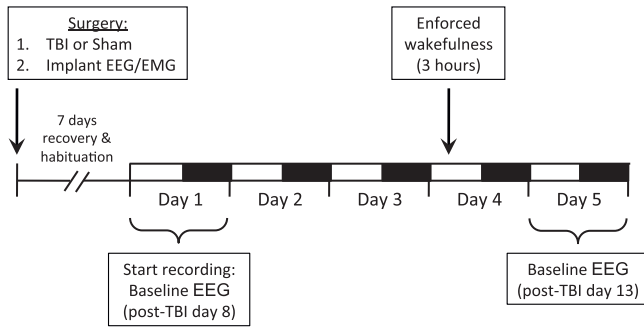 Surgery:
1. TBI or Sham
2. Implant EEG/EMG
Enforced
wakefulness
(3 hours)
7 days
recovery &
habituation
Day 1
Day 2
Day 3
Day 4
Day 5
Start recording:
Baseline EEG
(post-TBI day 8)
Baseline EEG
(post-TBI day 13)